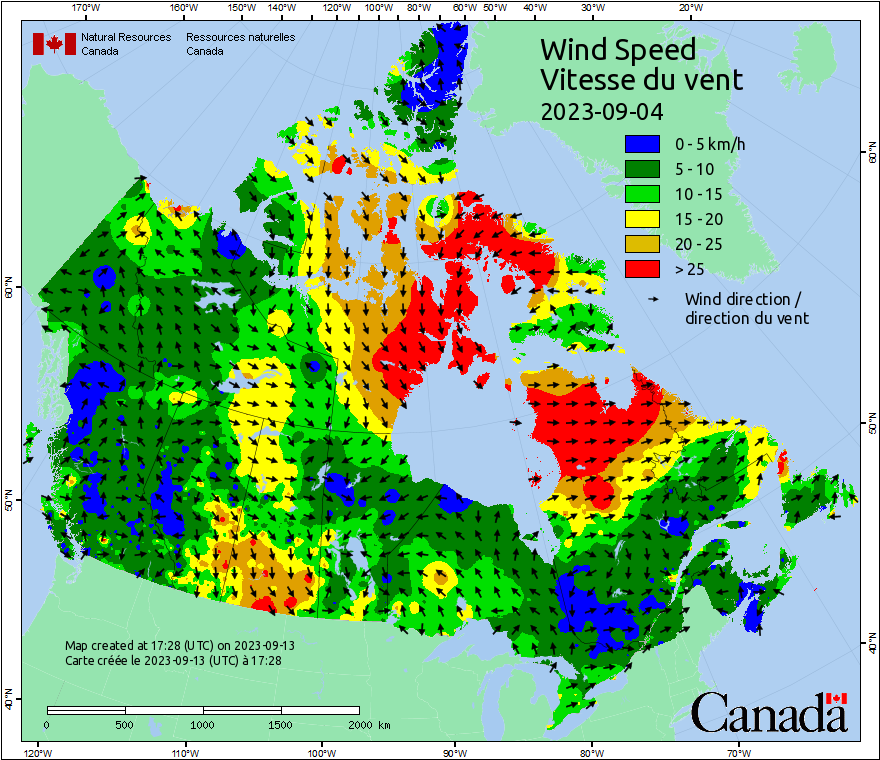 170°W 160°W 150°W 140°W 120°W 110°W 100°W 80°W 60°W 50°W 40°W 30°W 20°W
Natural Resources Ressources naturelles
Canada Canada
Wind Speed
Vitesse du vent
2023-09-04
0 - 5 km/h
5 - 10
10 - 15
15 - 20
20 - 25
> 25
Wind direction /
direction du vent
60°N 60°N
50°N 50°N
40°N 40°N
Map created at 17:28 (UTC) on 2023-09-13
Carte créée le 2023-09-13 (UTC) à 17:28
0 500 1000 1500 2000 km
Canada
120°W 110°W 100°W 90°W 80°W 70°W